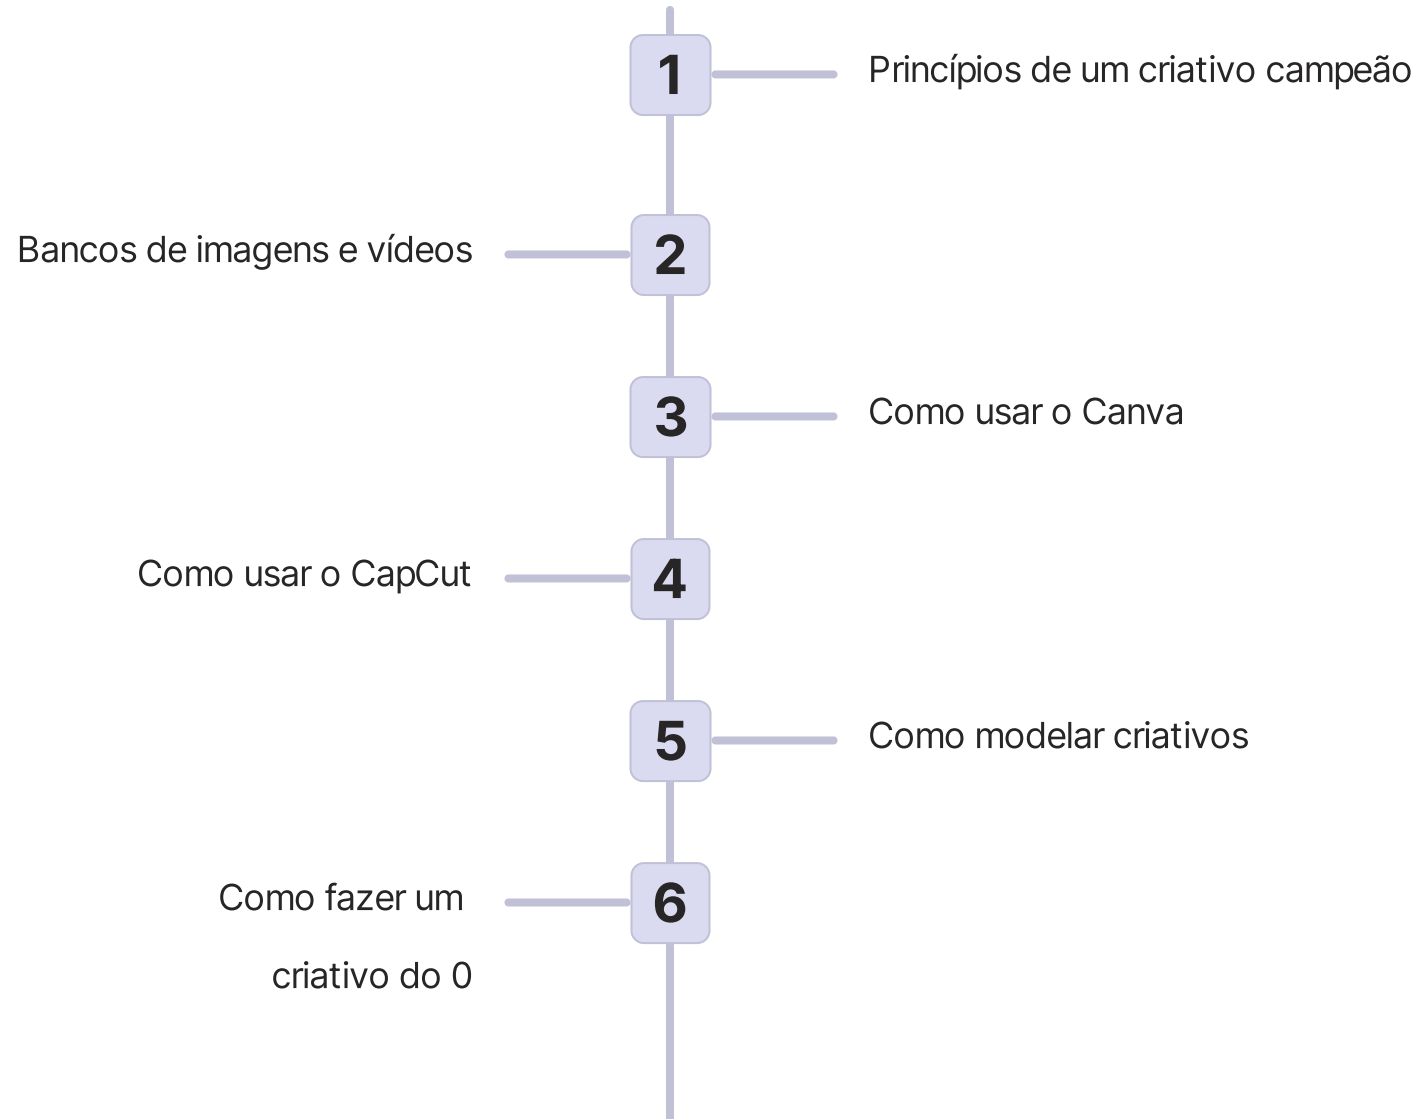 1
Princípios de um criativo campeão
2
Bancos de imagens e vídeos
3
Como usar o Canva
4
Como usar o CapCut
5
Como modelar criativos
6
Como fazer um
criativo do 0